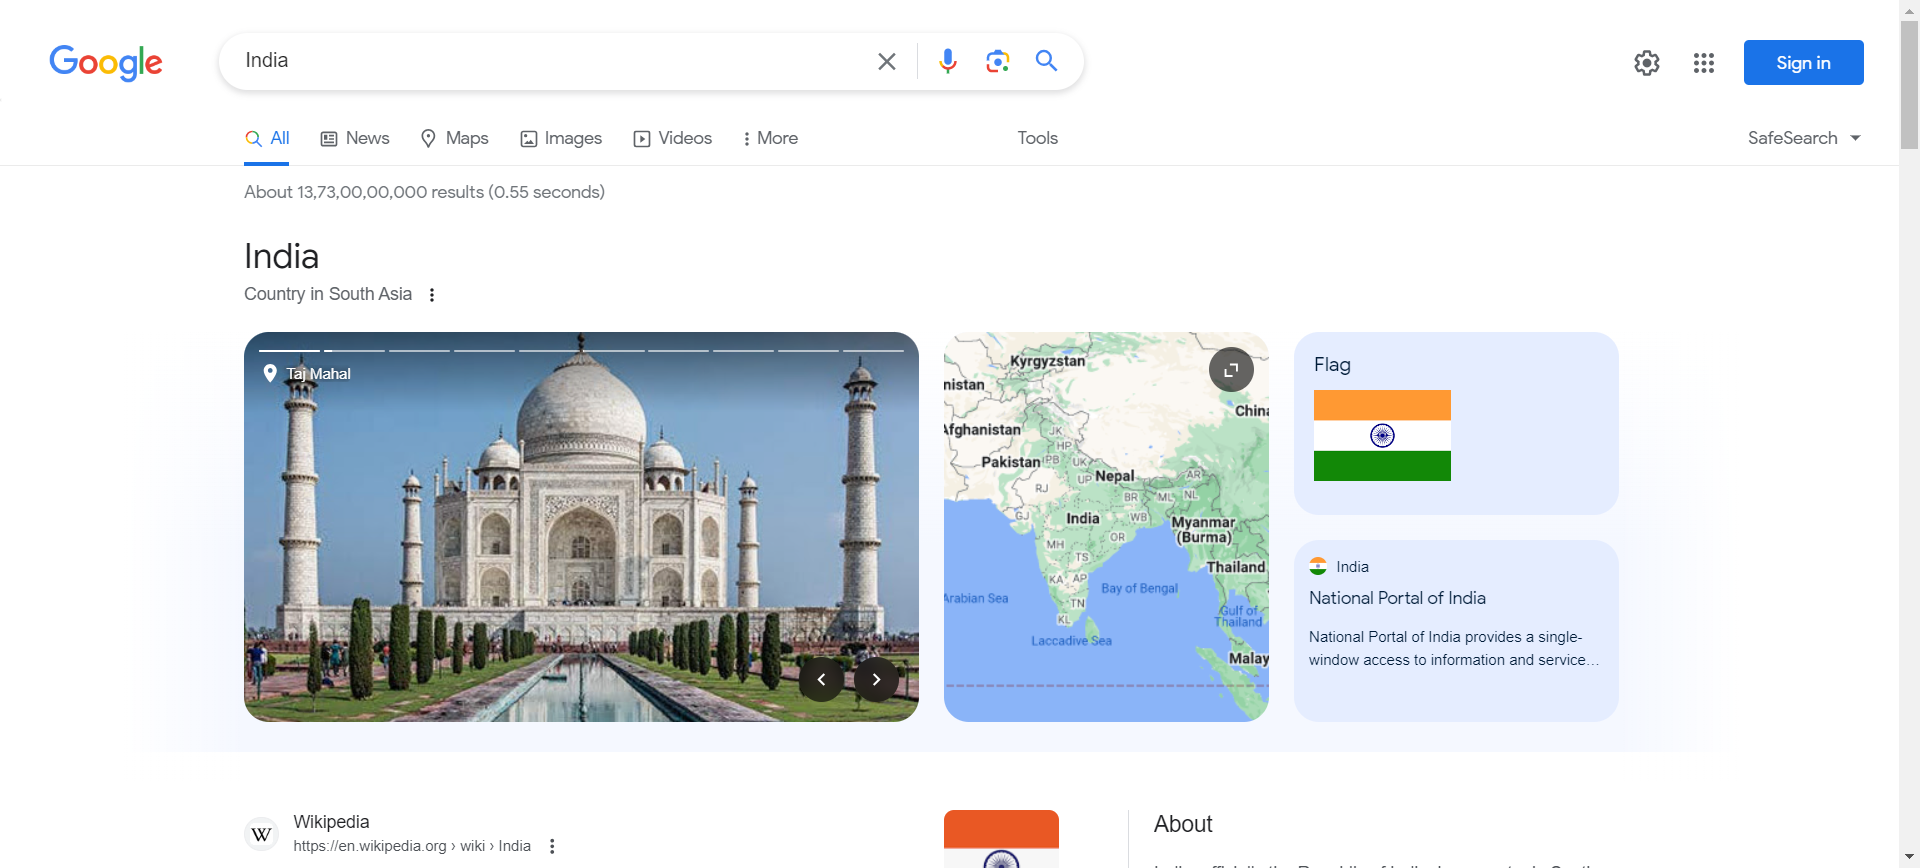 Google
India
Sign in
All
News
Maps
Images
Videos
More
Tools
SafeSearch
About 13,73,00,00,000 results (0.55 seconds)
India
Country in South Asia
Taj Mahal
Kyrgyzstan
nistan
China
Afghanistan
JK
HP
Pakistan
PB
UK
Nepal
AR
RJ
UP
BR
ML
NL
GJ
India
WB
Myanmar
(Burma)
MH
OR
TS
Thailand
KA
AP
Bay of Bengal
Arabian Sea
TN
Gulf of
Thailand
KL
Laccadive Sea
Malay
Flag
India
National Portal of India
National Portal of India provides a single-
window access to information and service...
W
Wikipedia
https://en.wikipedia.org › wiki › India
About